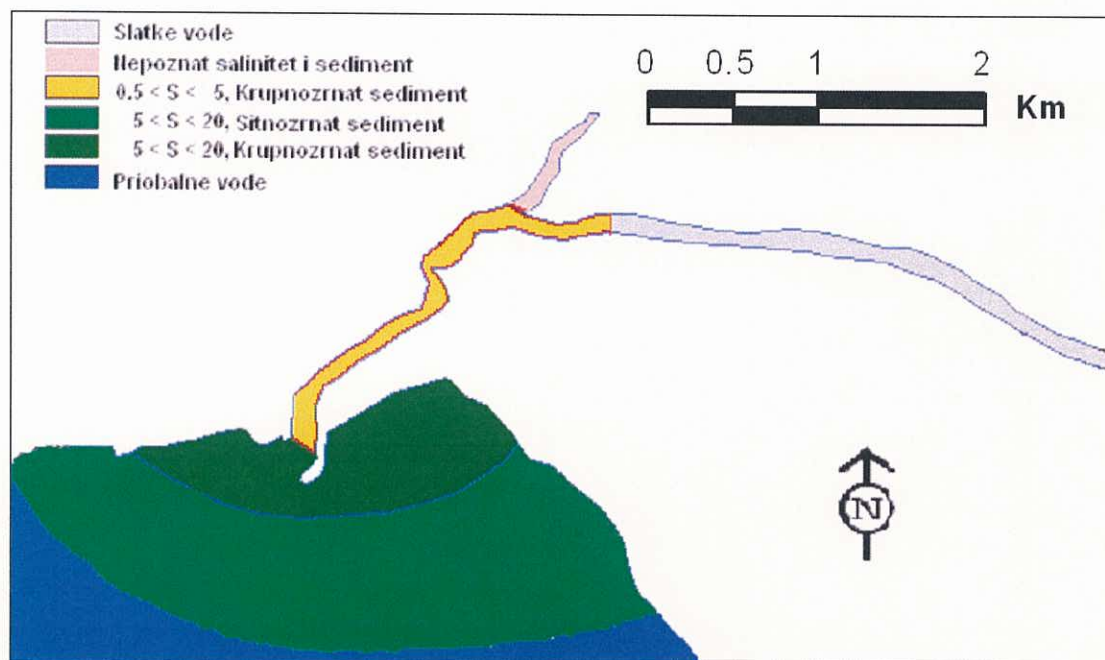 Slatke vode
Nepoznat salinitet i sediment
0.5 < S < 5, Krupnozrnat sediment
5 < S < 20, Sitnozrnat sediment
5 < S < 20, Krupnozrnat sediment
Priobalne vode
0 0.5 1 2
Km
N